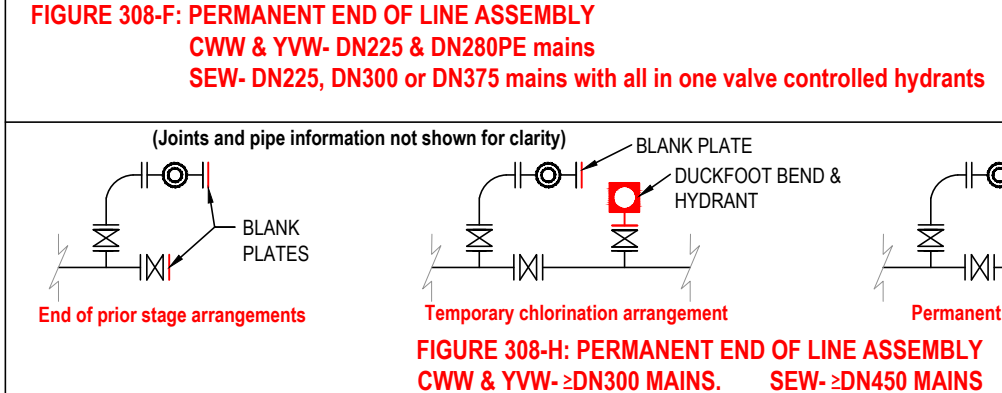 FIGURE 308-F: PERMANENT END OF LINE ASSEMBLY
CWW & YVW- DN225 & DN280PE mains
SEW- DN225, DN300 or DN375 mains with all in one valve controlled hydrants
(Joints and pipe information not shown for clarity)
BLANK PLATE
DUCKFOOT BEND &
HYDRANT
BLANK
PLATES
End of prior stage arrangements
Temporary chlorination arrangement
Permanent
FIGURE 308-H: PERMANENT END OF LINE ASSEMBLY
CWW & YVW- ≥DN300 MAINS. SEW- ≥DN450 MAINS